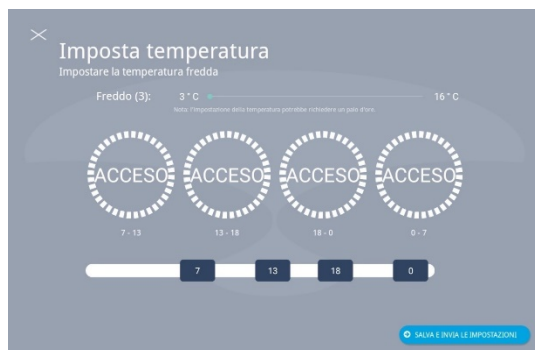 Imposta temperatura
Impostare la temperatura fredda
Freddo (3): 3°C 16°C
Nota: l'impostazione della temperatura potrebbe richiedere un paio d'ore.
ACCESO ACCESO ACCESO ACCESO
7 - 13 13 - 18 18 - 0 0 - 7
7 13 18 0
SALVA E INVIA LE IMPOSTAZIONI